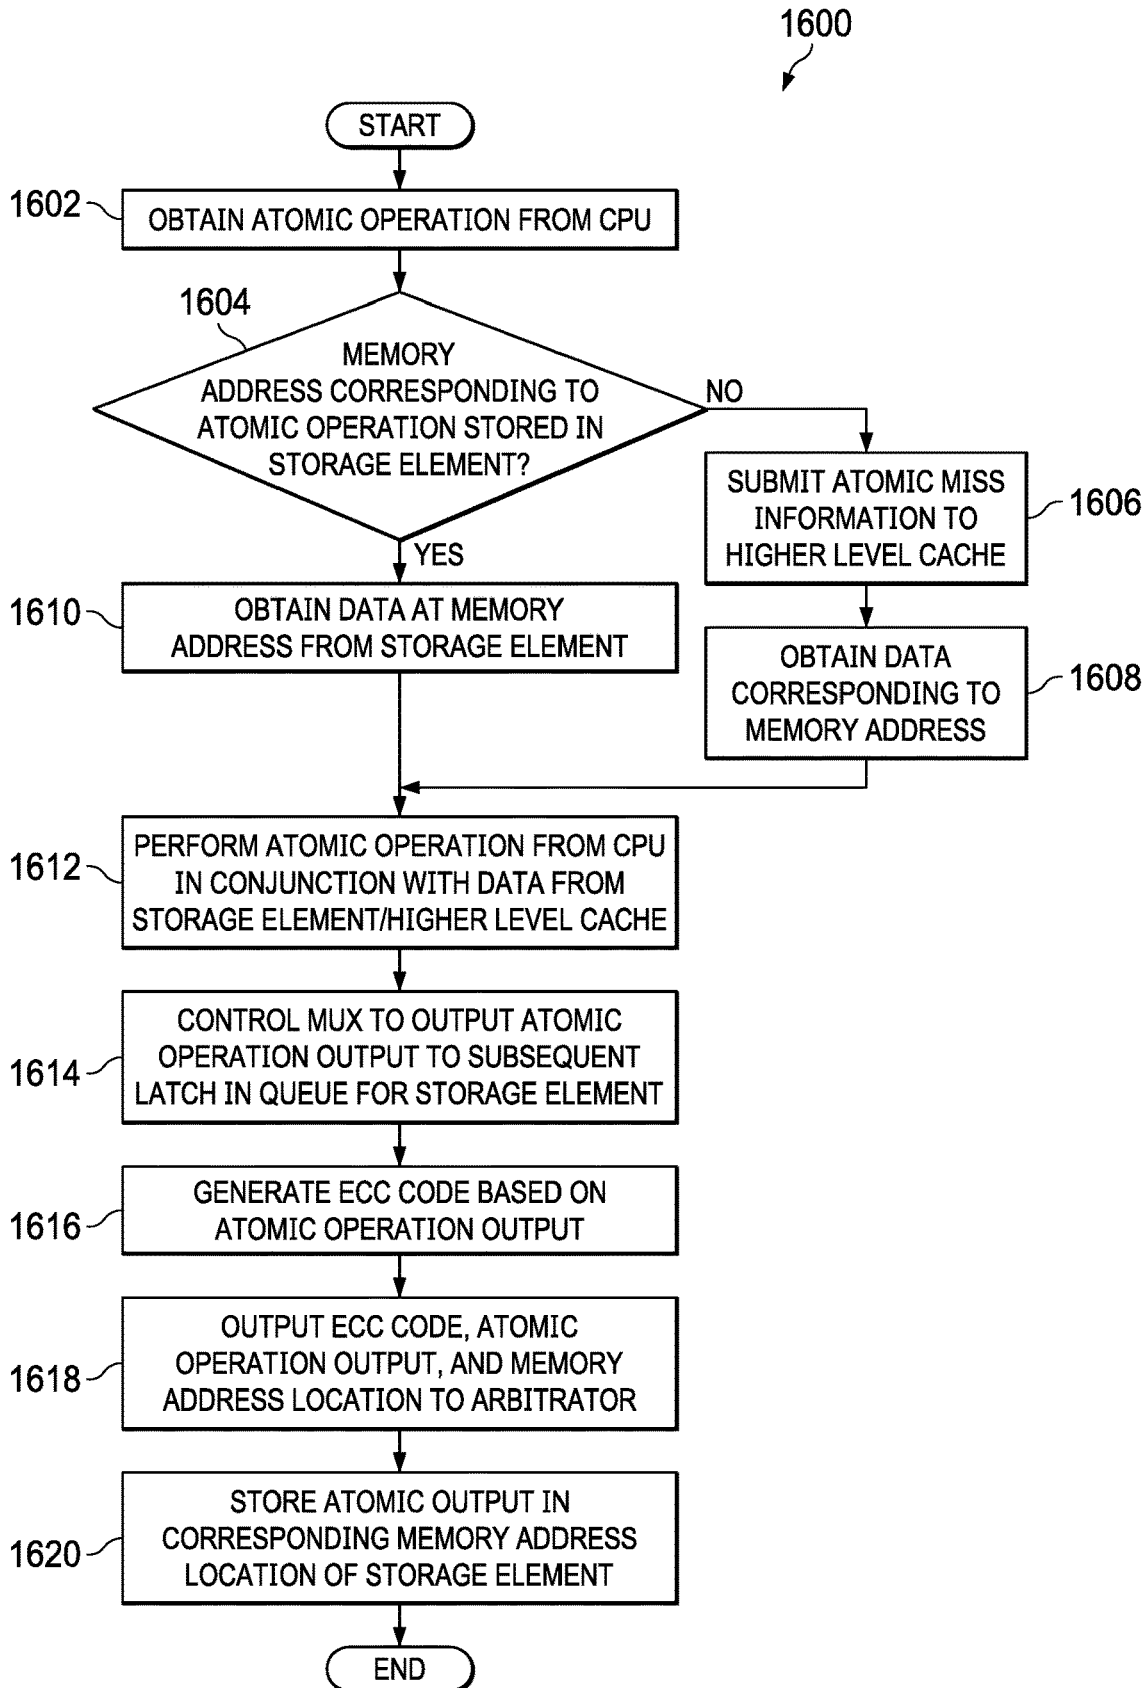 1600
START
1602
OBTAIN ATOMIC OPERATION FROM CPU
1604
MEMORY
ADDRESS CORRESPONDING TO
ATOMIC OPERATION STORED IN
STORAGE ELEMENT?
NO
YES
SUBMIT ATOMIC MISS
INFORMATION TO
HIGHER LEVEL CACHE
1606
1610
OBTAIN DATA AT MEMORY
ADDRESS FROM STORAGE ELEMENT
OBTAIN DATA
CORRESPONDING TO
MEMORY ADDRESS
1608
1612
PERFORM ATOMIC OPERATION FROM CPU
IN CONJUNCTION WITH DATA FROM
STORAGE ELEMENT/HIGHER LEVEL CACHE
1614
CONTROL MUX TO OUTPUT ATOMIC
OPERATION OUTPUT TO SUBSEQUENT
LATCH IN QUEUE FOR STORAGE ELEMENT
1616
GENERATE ECC CODE BASED ON
ATOMIC OPERATION OUTPUT
1618
OUTPUT ECC CODE, ATOMIC
OPERATION OUTPUT, AND MEMORY
ADDRESS LOCATION TO ARBITRATOR
1620
STORE ATOMIC OUTPUT IN
CORRESPONDING MEMORY ADDRESS
LOCATION OF STORAGE ELEMENT
END